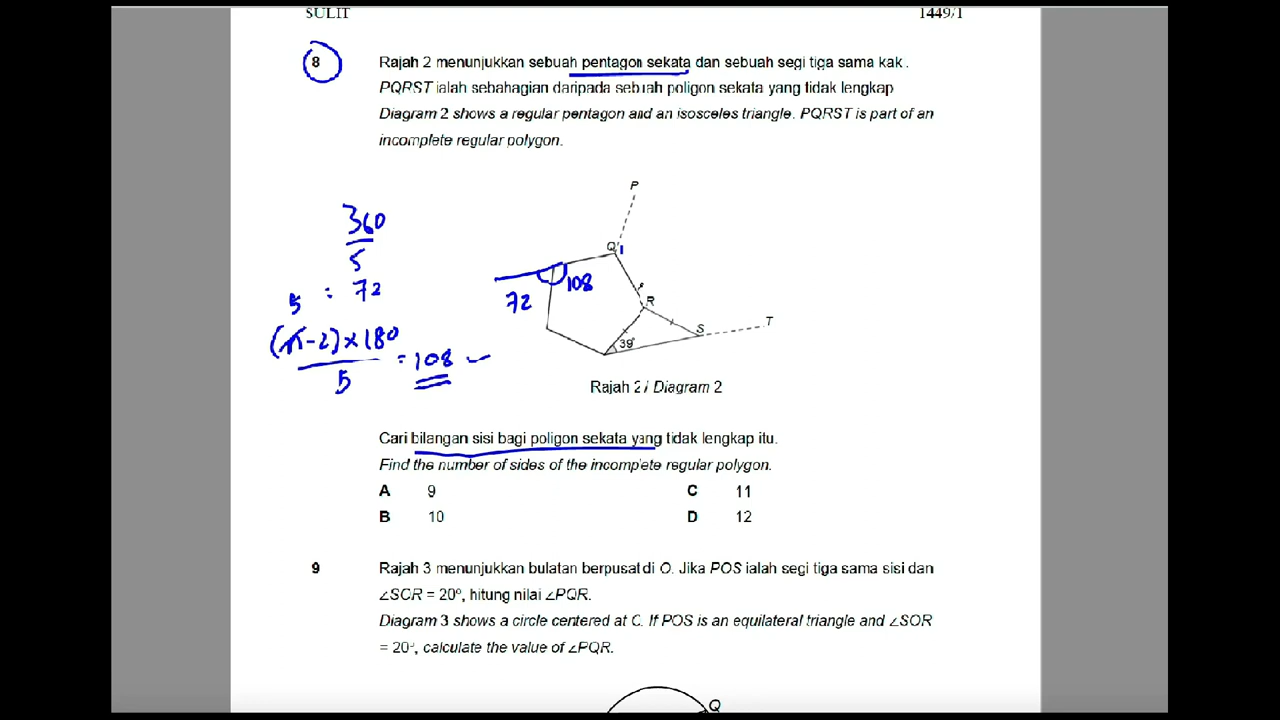 SULIT 1449/1
8 Rajah 2 menunjukkan sebuah pentagon sekata dan sebuah segi tiga sama kak.
PQRST ialah sebahagian daripada sebuah poligon sekata yang tidak lengkap
Diagram 2 shows a regular pentagon and an isosceles triangle. PQRST is part of an
incomplete regular polygon.
P
360
5
= 72
Q
108
72
R
S
T
39°
5
(n-2)×180
5
= 108
Rajah 2 / Diagram 2
Cari bilangan sisi bagi poligon sekata yang tidak lengkap itu.
Find the number of sides of the incomplete regular polygon.
A 9 C 11
B 10 D 12
9 Rajah 3 menunjukkan bulatan berpusat di O. Jika POS ialah segi tiga sama sisi dan
∠SOR = 20°, hitung nilai ∠PQR.
Diagram 3 shows a circle centered at O. If POS is an equilateral triangle and ∠SOR
= 20°, calculate the value of ∠PQR.
Q